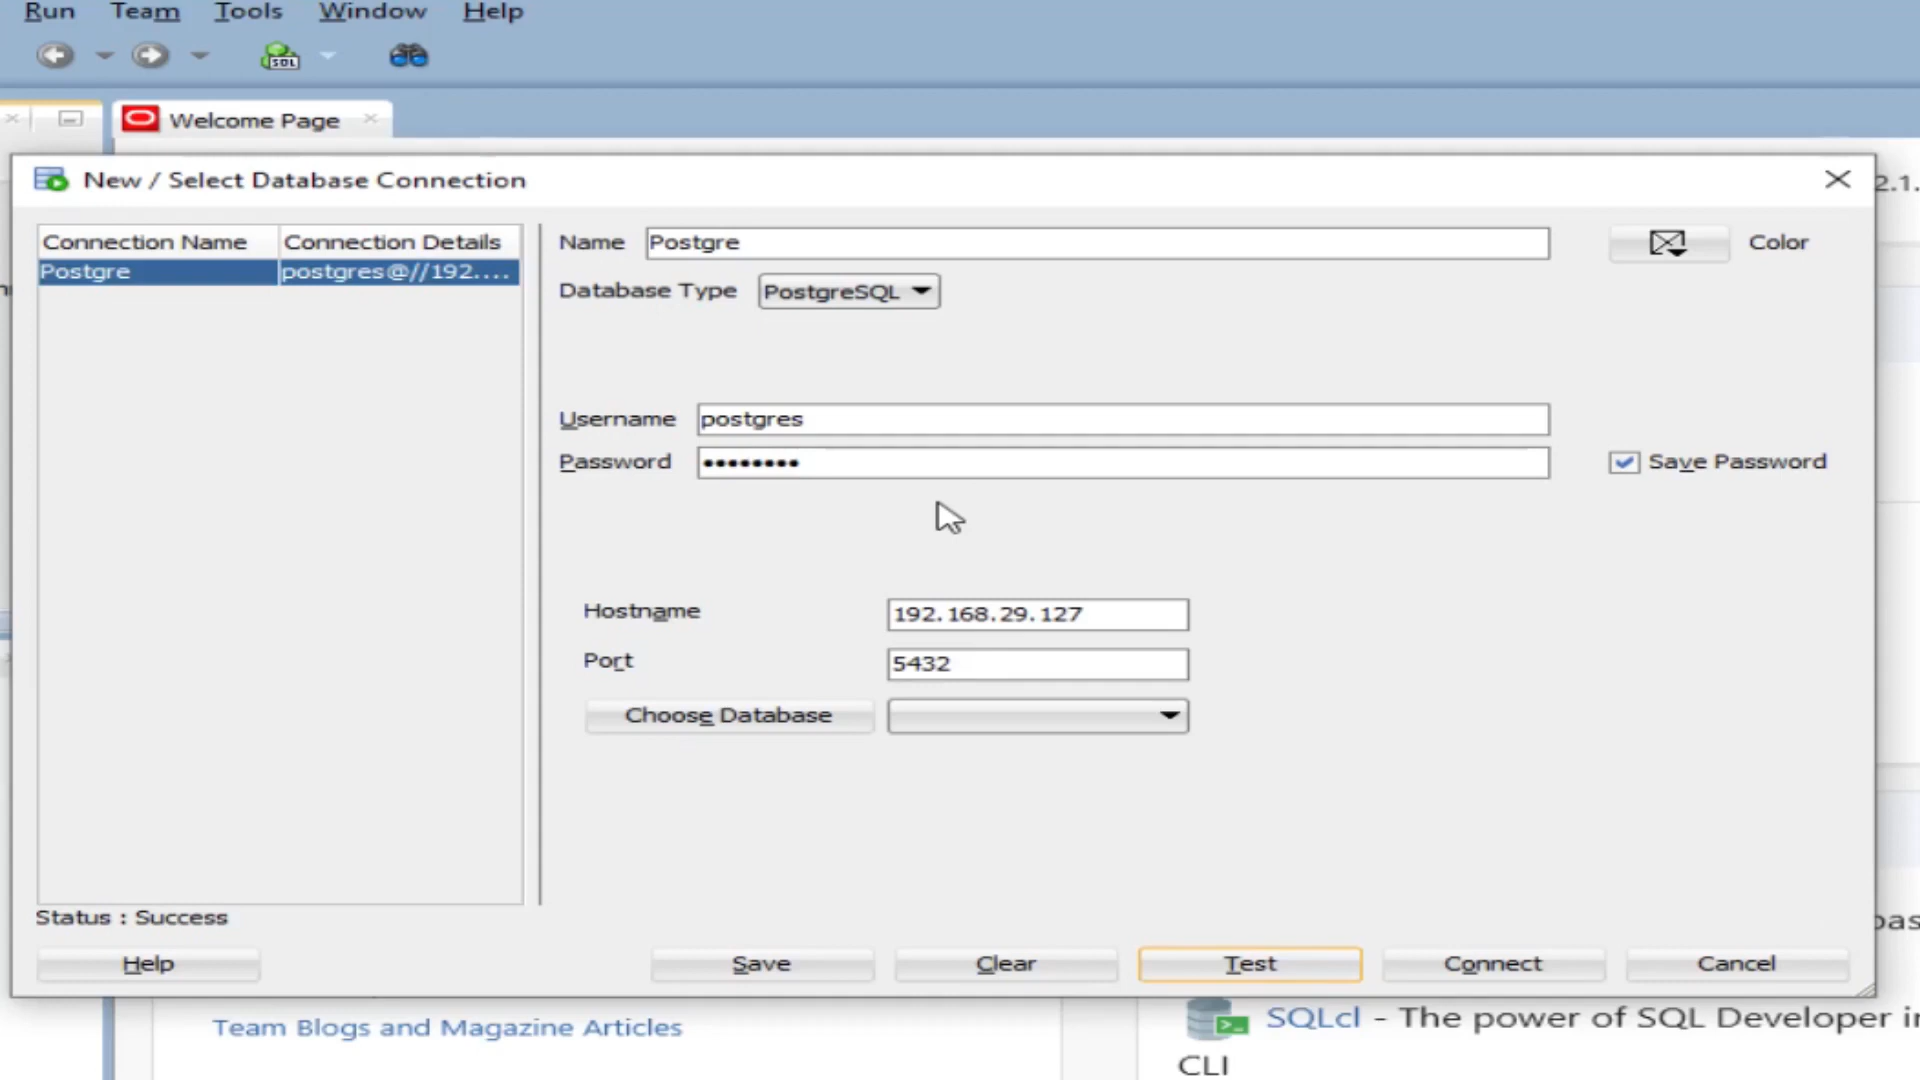 Run Team Tools Window Help
SQL
Welcome Page
New / Select Database Connection
2.1.
Connection Name Connection Details
Postgre postgres@//192....
Name Postgre
Color
Database Type PostgreSQL
Username postgres
Password ••••••••
Save Password
Hostname 192.168.29.127
Port 5432
Choose Database
Status : Success
Help Save Clear Test Connect Cancel
Team Blogs and Magazine Articles
SQLcl - The power of SQL Developer in
CLI